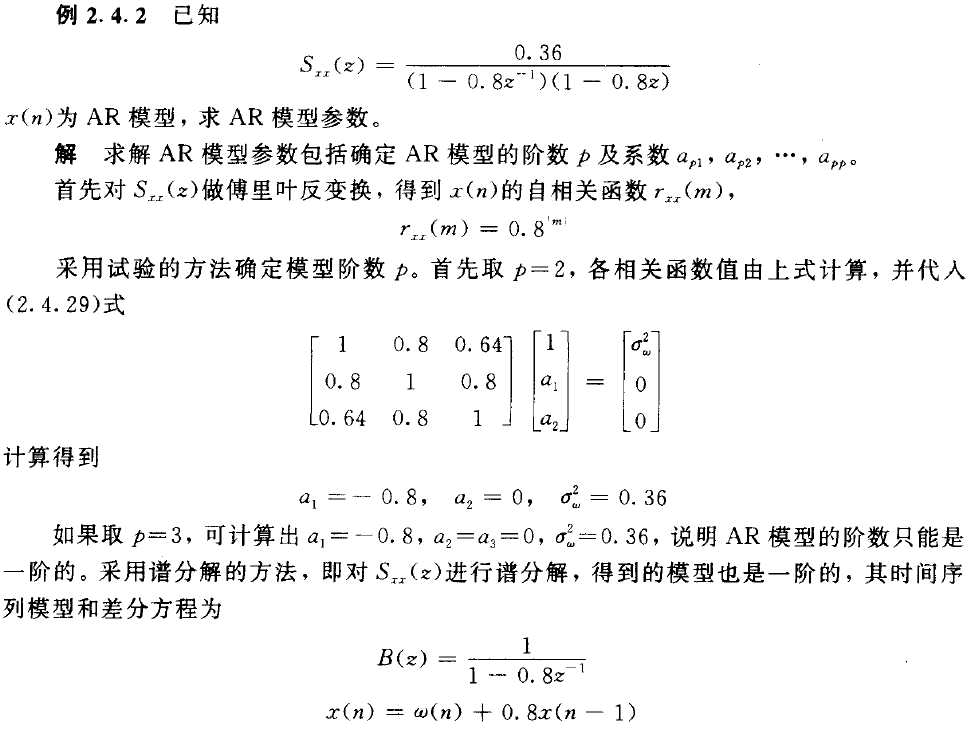 例 2.4.2 已知
S_{xx}(z) = \frac{0.36}{(1 - 0.8z^{-1})(1 - 0.8z)}
x(n)为 AR 模型，求 AR 模型参数。
解 求解 AR 模型参数包括确定 AR 模型的阶数 p 及系数 a_{p1}，a_{p2}，…，a_{pp}。
首先对 S_{xx}(z)做傅里叶反变换，得到 x(n)的自相关函数 r_{xx}(m)，
r_{xx}(m) = 0.8^{|m|}
采用试验的方法确定模型阶数 p。首先取 p=2，各相关函数值由上式计算，并代入
(2.4.29)式
\begin{bmatrix} 1 & 0.8 & 0.64 \\ 0.8 & 1 & 0.8 \\ 0.64 & 0.8 & 1 \end{bmatrix} \begin{bmatrix} 1 \\ a_1 \\ a_2 \end{bmatrix} = \begin{bmatrix} σ_ω^2 \\ 0 \\ 0 \end{bmatrix}
计算得到
a_1 = -0.8， a_2 = 0， σ_ω^2 = 0.36
如果取 p=3，可计算出 a_1=-0.8，a_2=a_3=0，σ_ω^2=0.36，说明 AR 模型的阶数只能是
一阶的。采用谱分解的方法，即对 S_{xx}(z)进行谱分解，得到的模型也是一阶的，其时间序
列模型和差分方程为
B(z) = \frac{1}{1 - 0.8z^{-1}}
x(n) = ω(n) + 0.8x(n - 1)